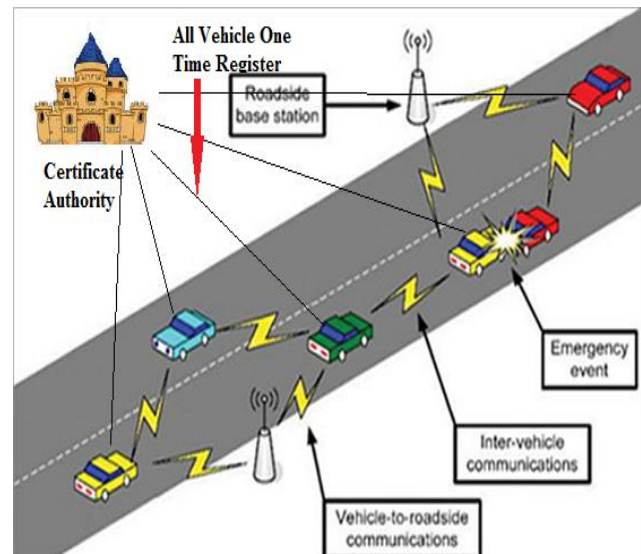 All Vehicle One
Time Register
Roadside
base station
Certificate
Authority
Emergency
event
Inter-vehicle
communications
Vehicle-to-roadside
communications